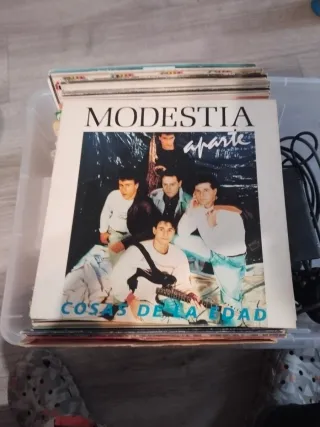 MODESTIA
aparte
COSAS DE LA EDAD